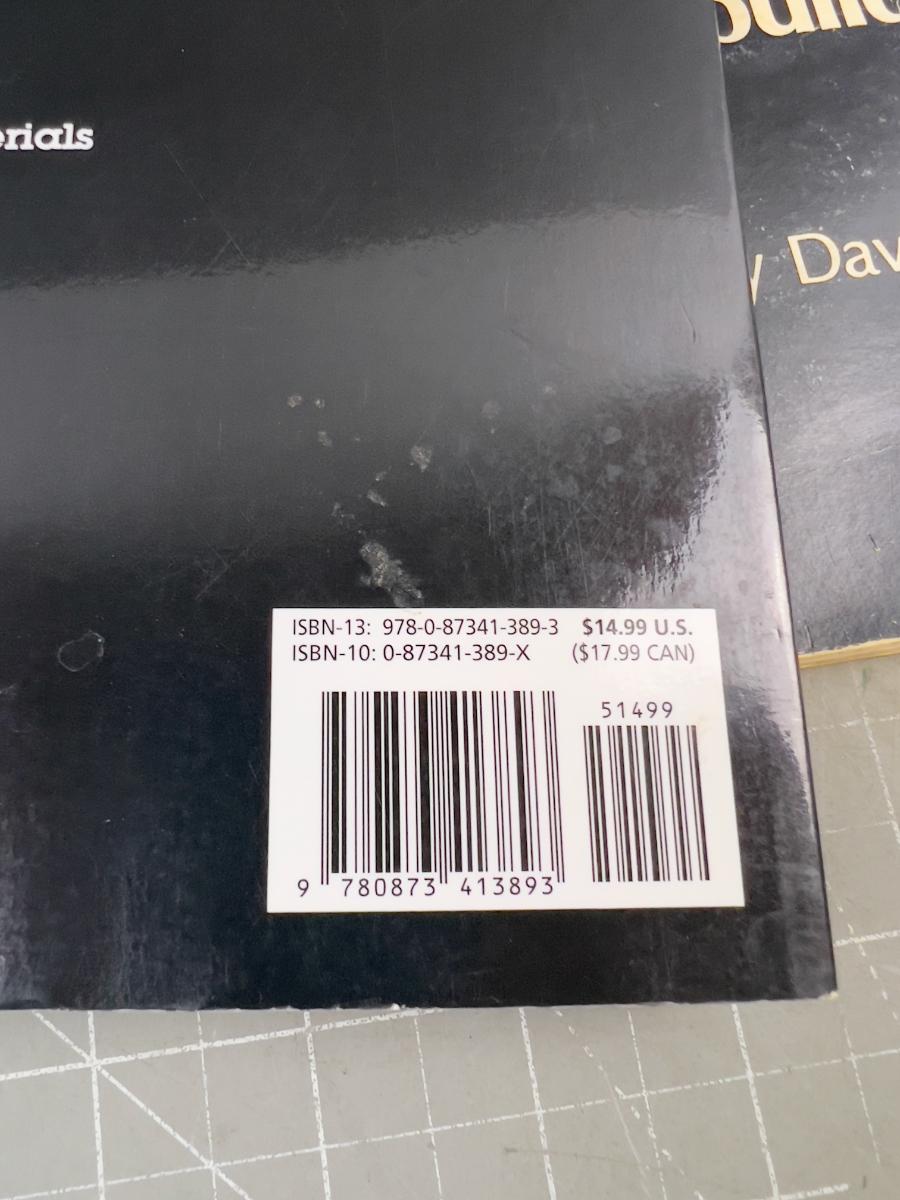 erials
y Dav
ISBN-13: 978-0-87341-389-3 $14.99 U.S.
ISBN-10: 0-87341-389-X ($17.99 CAN)
51499
9 780873 413893